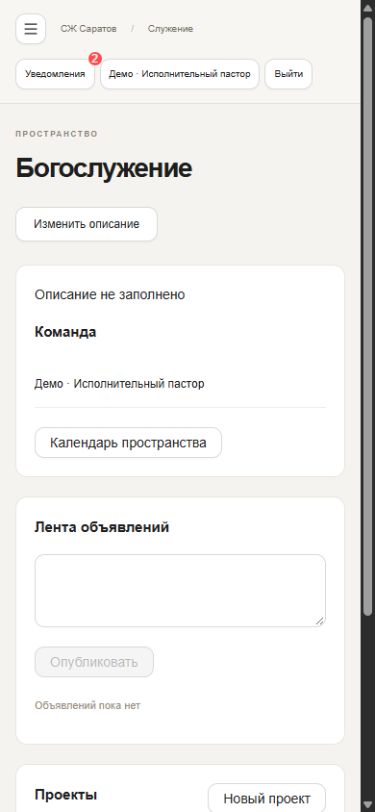 СЖ Саратов / Служение
2
Уведомления Демо · Исполнительный пастор Выйти
ПРОСТРАНСТВО
Богослужение
Изменить описание
Описание не заполнено
Команда
Демо · Исполнительный пастор
Календарь пространства
Лента объявлений
Опубликовать
Объявлений пока нет
Проекты Новый проект